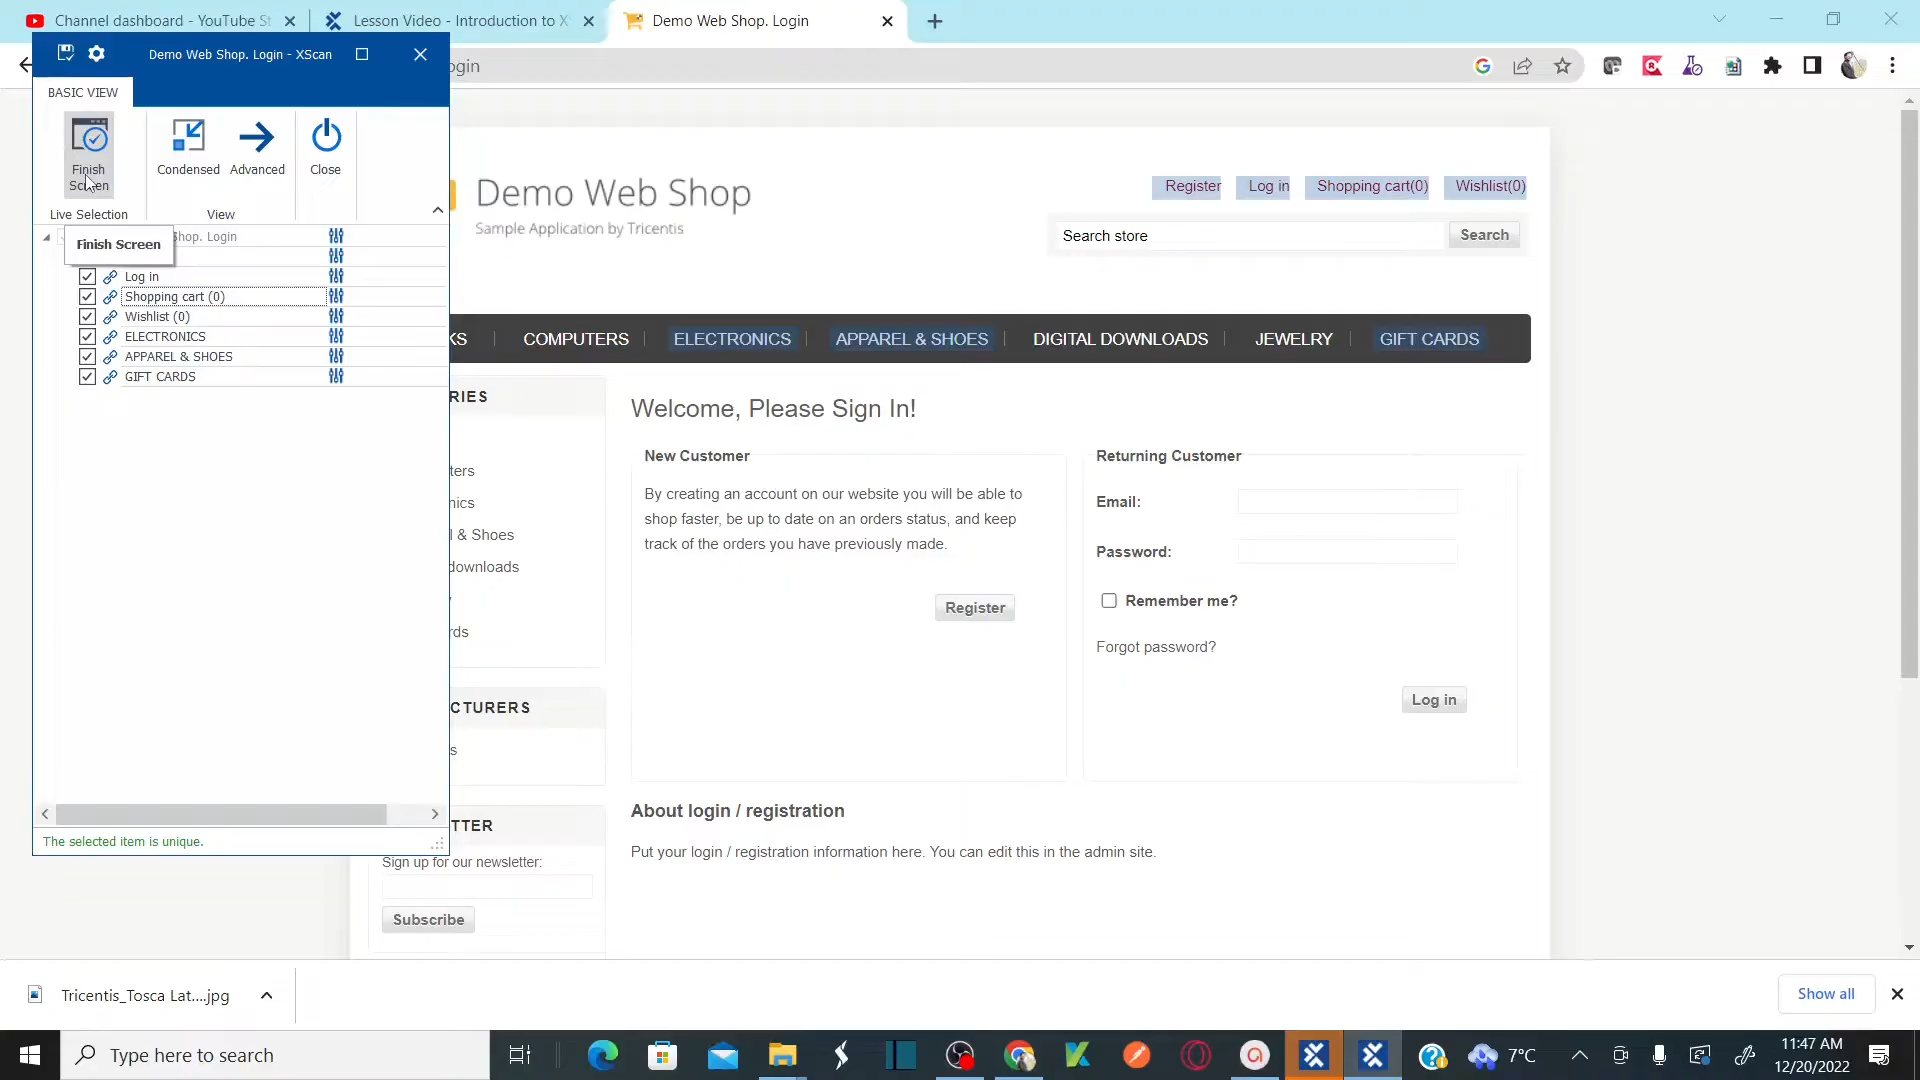 Channel dashboard - YouTube St
Lesson Video - Introduction to X
Demo Web Shop. Login
Demo Web Shop. Login - XScan
ogin
BASIC VIEW
Finish
Screen
Condensed
Advanced
Close
Live Selection
View
Shop. Login
Finish Screen
Log in
Shopping cart (0)
Wishlist (0)
ELECTRONICS
APPAREL & SHOES
GIFT CARDS
The selected item is unique.
Demo Web Shop
Sample Application by Tricentis
Register
Log in
Shopping cart(0)
Wishlist(0)
Search store
Search
KS
COMPUTERS
ELECTRONICS
APPAREL & SHOES
DIGITAL DOWNLOADS
JEWELRY
GIFT CARDS
RIES
ters
nics
l & Shoes
downloads
y
rds
CTURERS
s
TTER
Sign up for our newsletter:
Subscribe
Welcome, Please Sign In!
New Customer
By creating an account on our website you will be able to
shop faster, be up to date on an orders status, and keep
track of the orders you have previously made.
Register
Returning Customer
Email:
Password:
Remember me?
Forgot password?
Log in
About login / registration
Put your login / registration information here. You can edit this in the admin site.
Tricentis_Tosca Lat....jpg
Show all
Type here to search
7°C
11:47 AM
12/20/2022